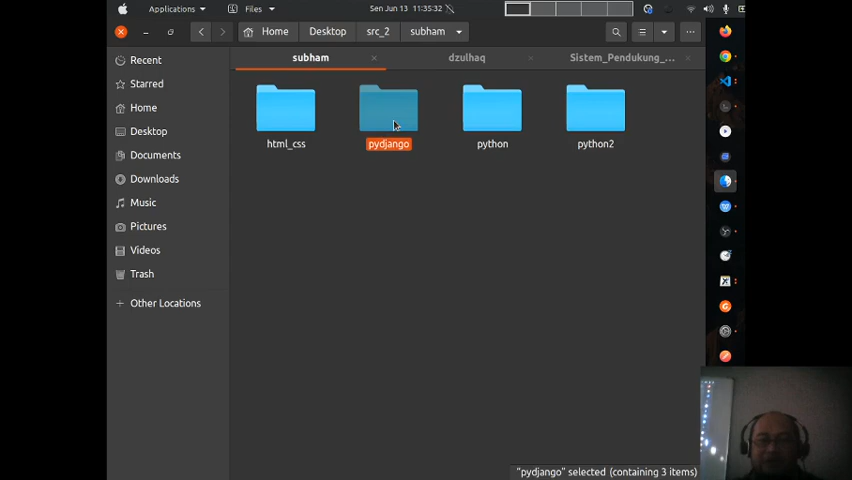 Applications Files Sun Jun 13 11:35:32
Home Desktop src_2 subham
subham dzulhaq Sistem_Pendukung_...
Recent
Starred
Home
Desktop
Documents
Downloads
Music
Pictures
Videos
Trash
Other Locations
html_css pydjango python python2
"pydjango" selected (containing 3 items)